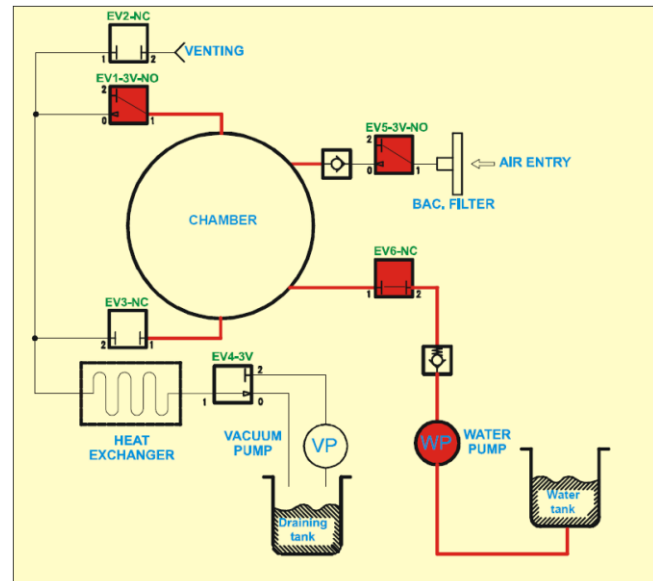 EV2-NC
1 2
VENTING
EV1-3V-NO
2
0 1
EV5-3V-NO
2
0 1
AIR ENTRY
BAC. FILTER
CHAMBER
EV6-NC
1 2
EV3-NC
2 1
EV4-3V
2
1 0
HEAT
EXCHANGER
VACUUM
PUMP
VP
WP
WATER
PUMP
Water
tank
Draining
tank